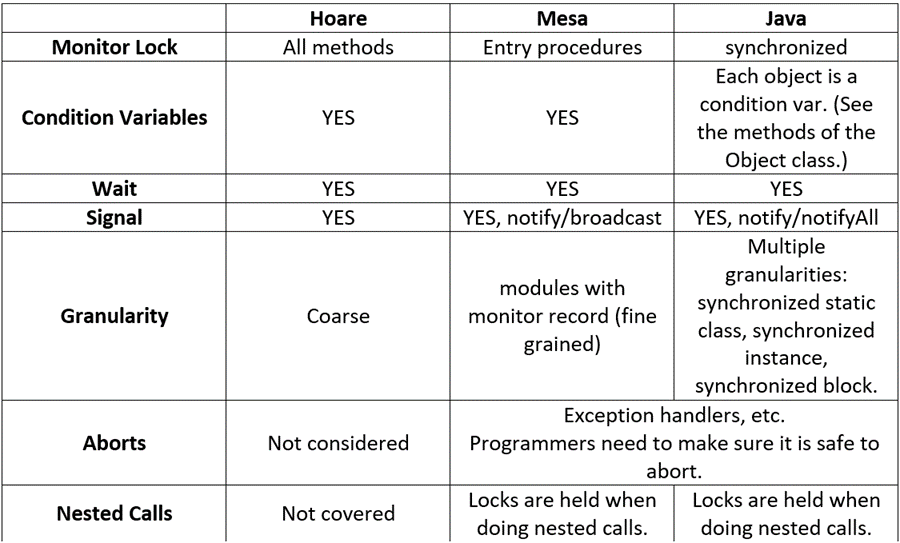 Hoare Mesa Java
Monitor Lock All methods Entry procedures synchronized
Condition Variables YES YES Each object is a
condition var. (See
the methods of the
Object class.)
Wait YES YES YES
Signal YES YES, notify/broadcast YES, notify/notifyAll
Granularity Coarse modules with
monitor record (fine
grained)
Multiple
granularities:
synchronized static
class, synchronized
instance,
synchronized block.
Aborts Not considered Exception handlers, etc.
Programmers need to make sure it is safe to
abort.
Nested Calls Not covered Locks are held when
doing nested calls.
Locks are held when
doing nested calls.